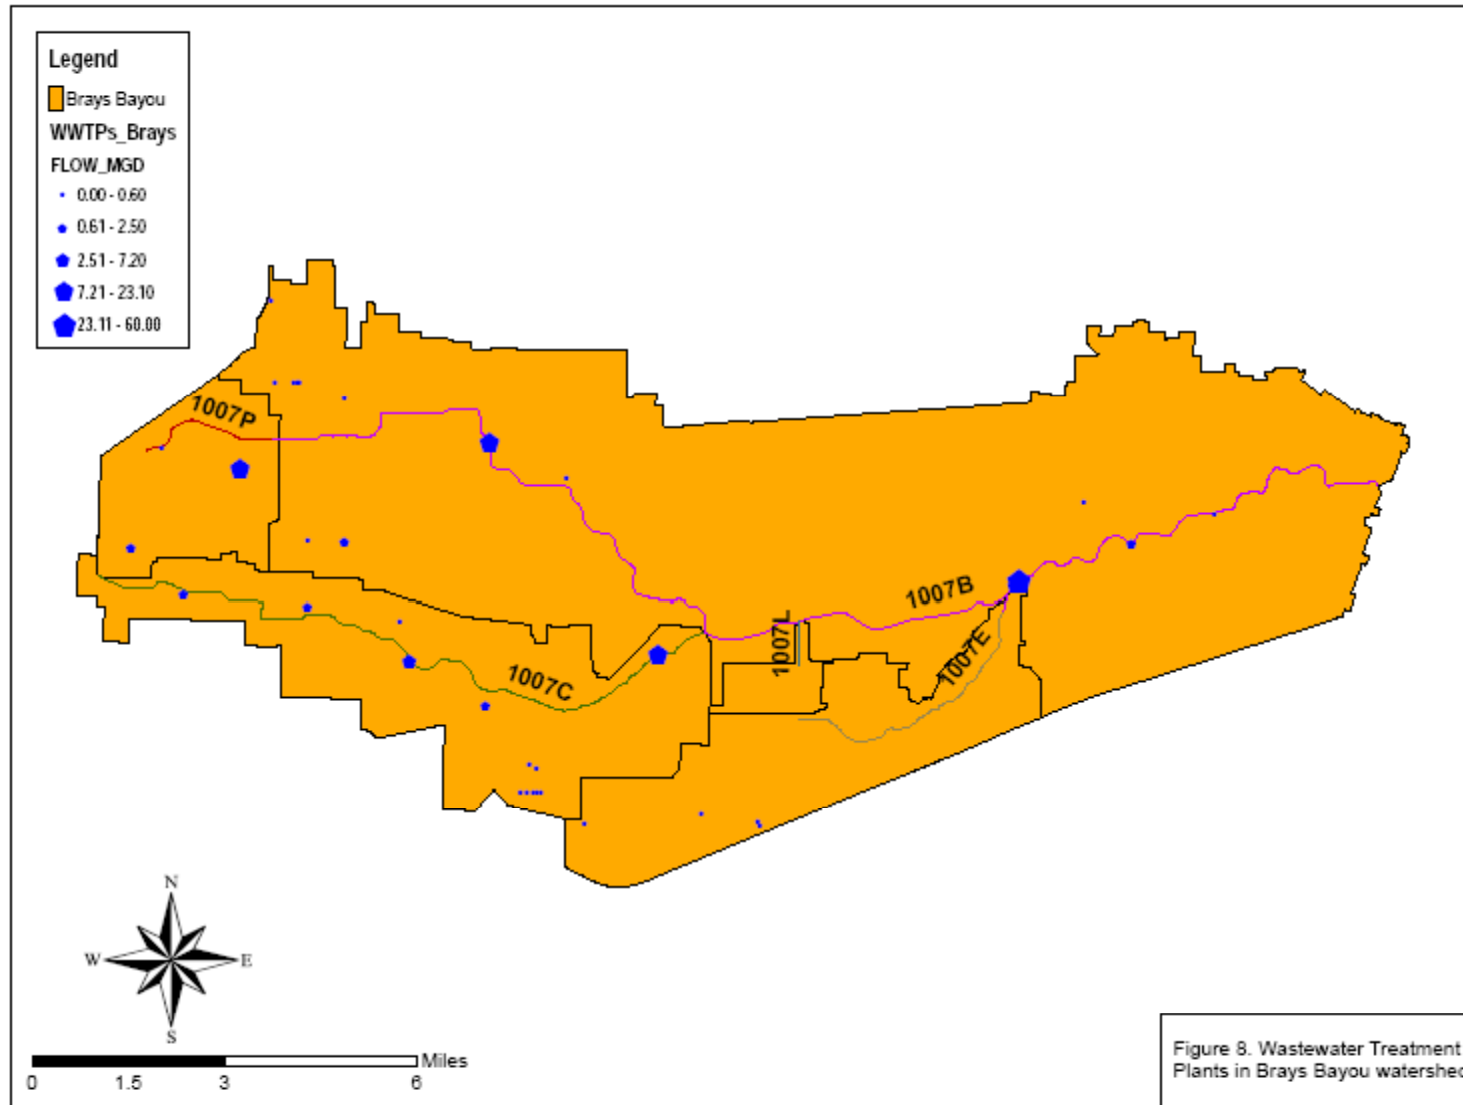 Legend
Brays Bayou
WWTPs_Brays
FLOW_MGD
0.00 - 0.60
0.61 - 2.50
2.51 - 7.20
7.21 - 23.10
23.11 - 60.00
1007P
1007B
1007L
1007E
1007C
N
W E
S
Miles
0 1.5 3 6
Figure 8. Wastewater Treatment
Plants in Brays Bayou watershed